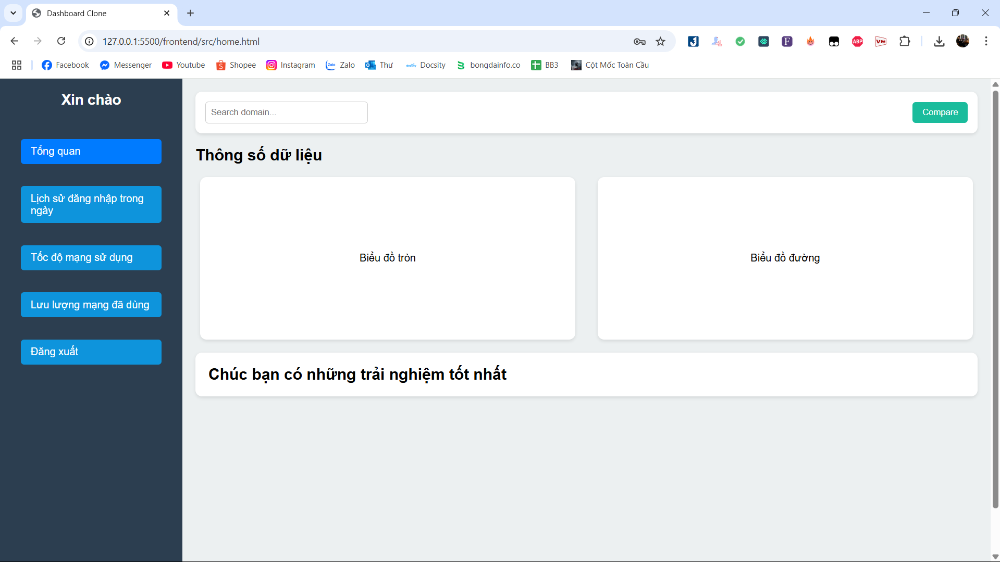 Dashboard Clone
127.0.0.1:5500/frontend/src/home.html
ABP
VM
Facebook Messenger Youtube Shopee Instagram Zalo Thư Docsity bongdainfo.co BB3 Cột Mốc Toàn Cầu
Xin chào
Tổng quan
Lịch sử đăng nhập trong
ngày
Tốc độ mạng sử dụng
Lưu lượng mạng đã dùng
Đăng xuất
Search domain...
Compare
Thông số dữ liệu
Biểu đồ tròn
Biểu đồ đường
Chúc bạn có những trải nghiệm tốt nhất